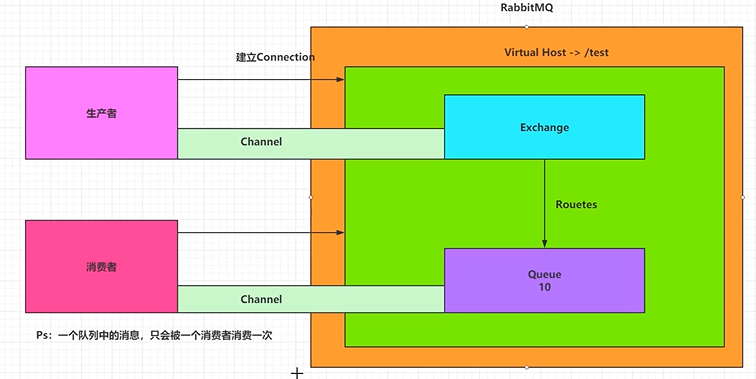 RabbitMQ
建立Connection
Virtual Host -> /test
生产者
Exchange
Channel
Rouetes
消费者
Queue
10
Channel
Ps：一个队列中的消息，只会被一个消费者消费一次